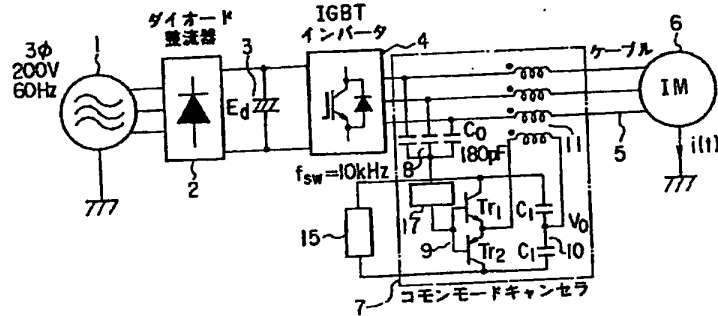 ダイオード
整流器
IGBT
インバータ
3φ
200V
60Hz
1
2
3
Ed
4
fsw=10kHz
ケーブル
6
IM
5
i(t)
11
C0
180pF
8
17
Tr1
Tr2
9
C1
C1
V0
10
15
7
コモンモードキャンセラ